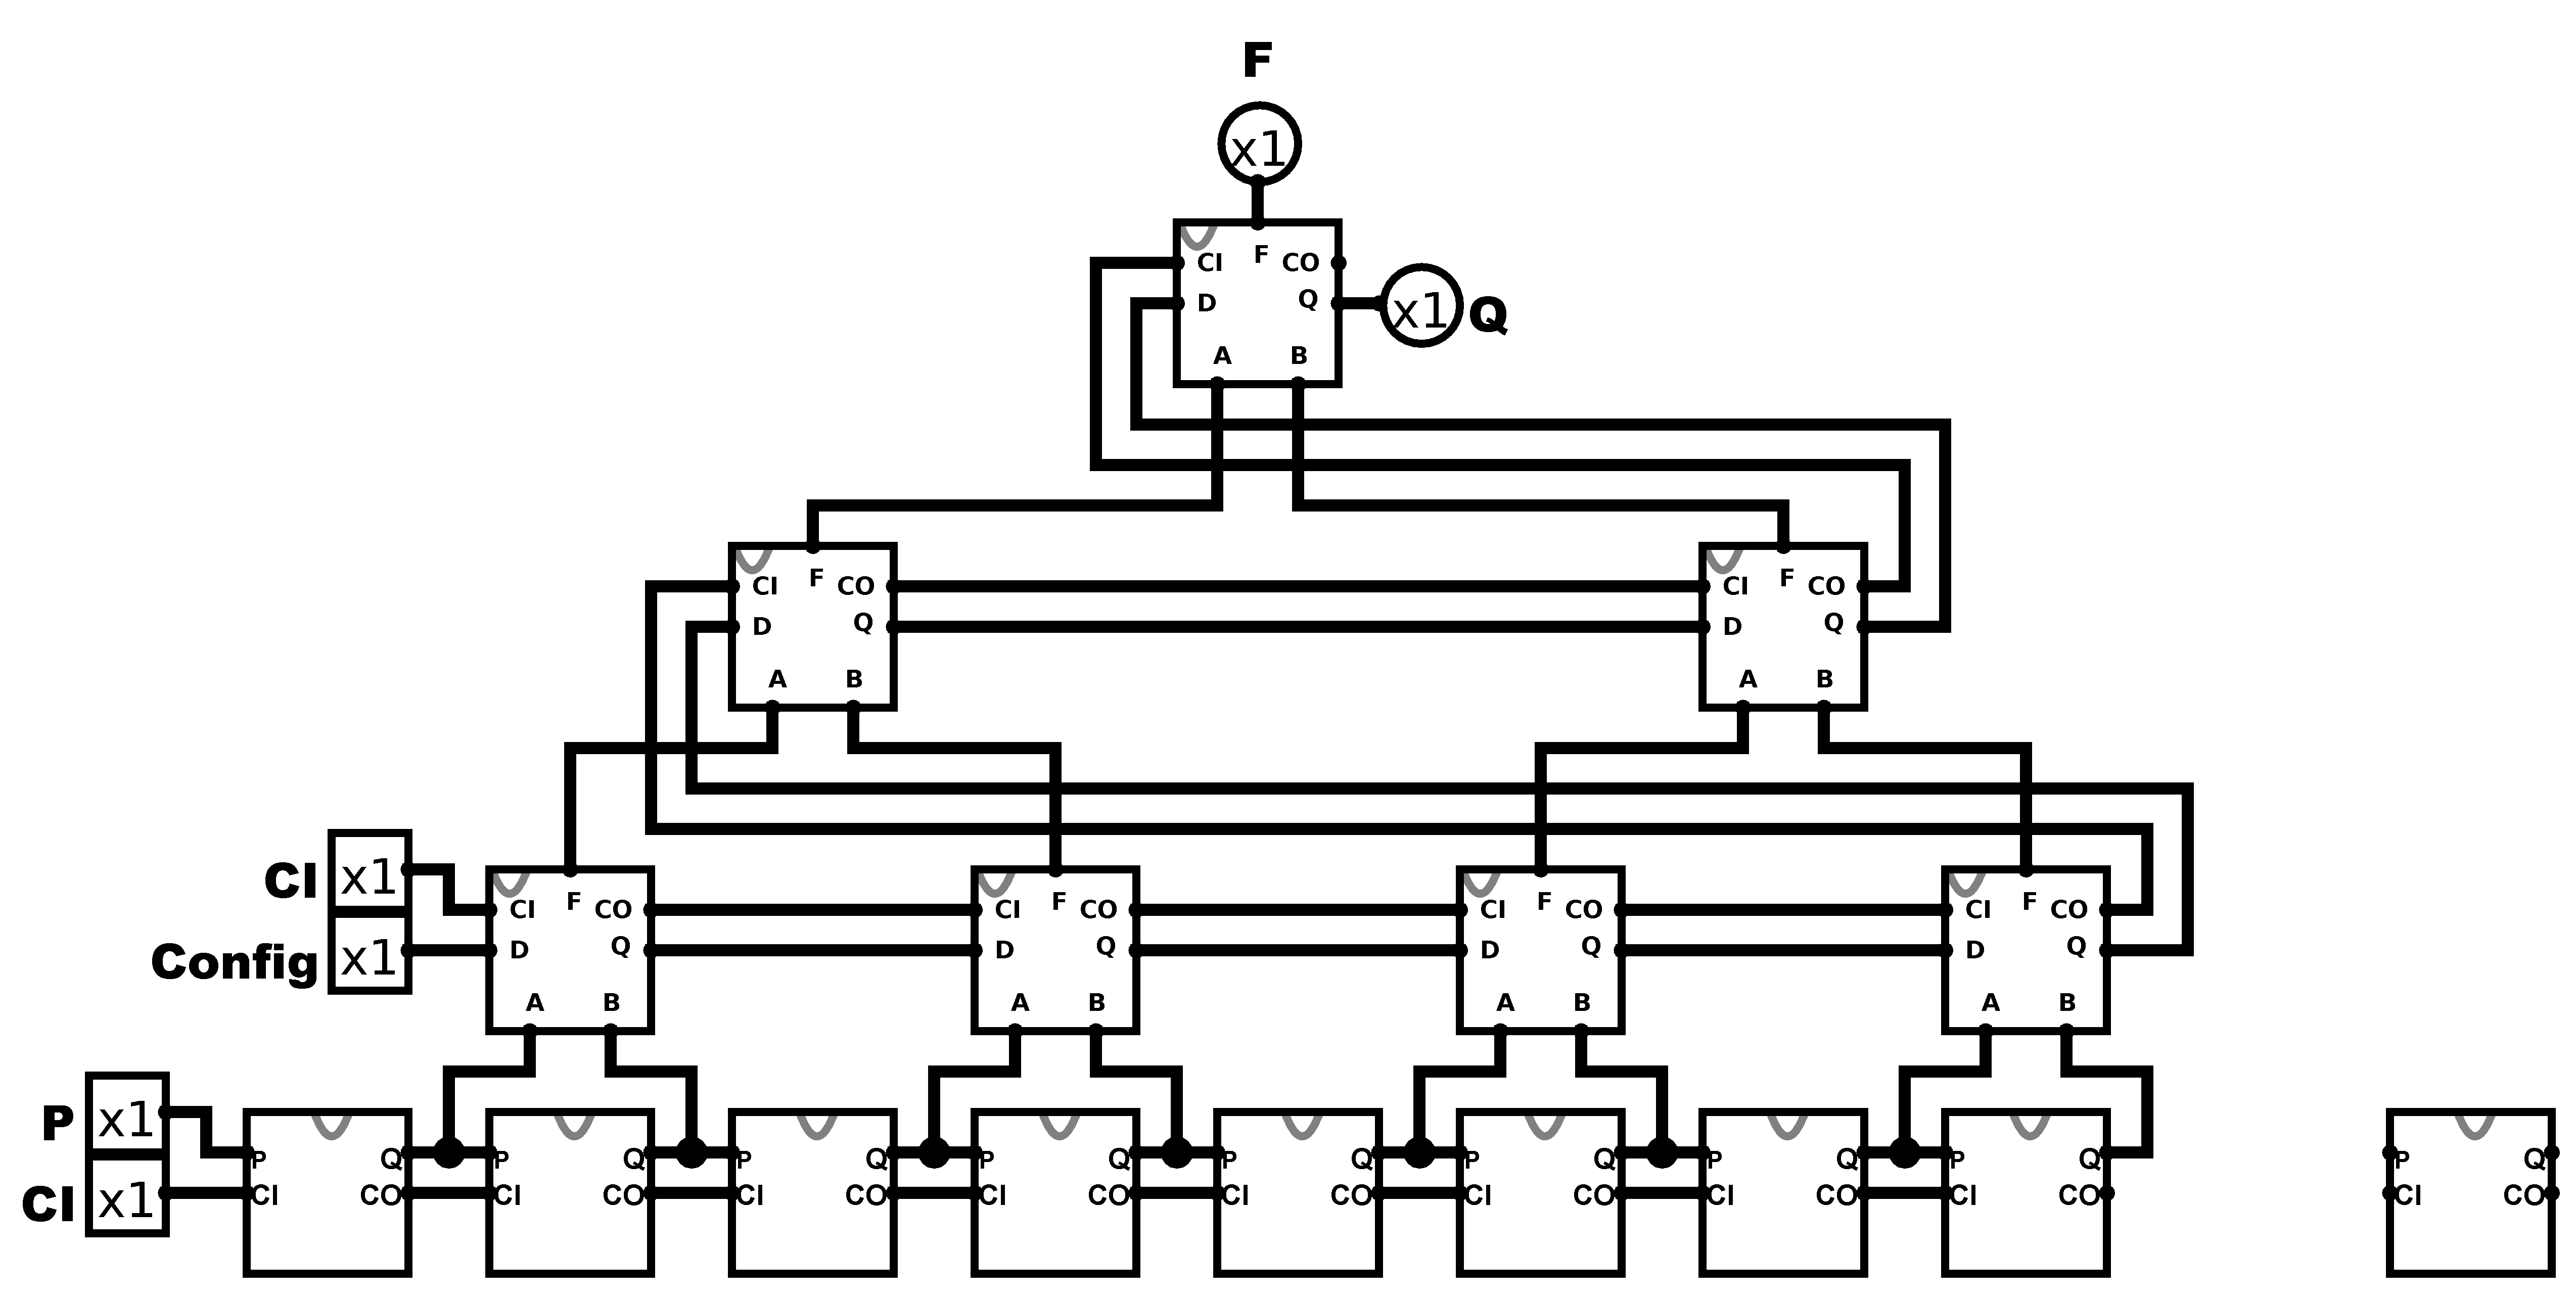 F
x1
F
CI CO
D Q
x1 Q
A B
F F
CI CO CI CO
D Q D Q
A B A B
CI x1
F F F F
CI CO CI CO CI CO CI CO
Config x1
D Q D Q D Q D Q
A B A B A B A B
P x1
P Q P Q P Q P Q P Q P Q P Q P Q P Q
CI x1
CI CO CI CO CI CO CI CO CI CO CI CO CI CO CI CO CI CO